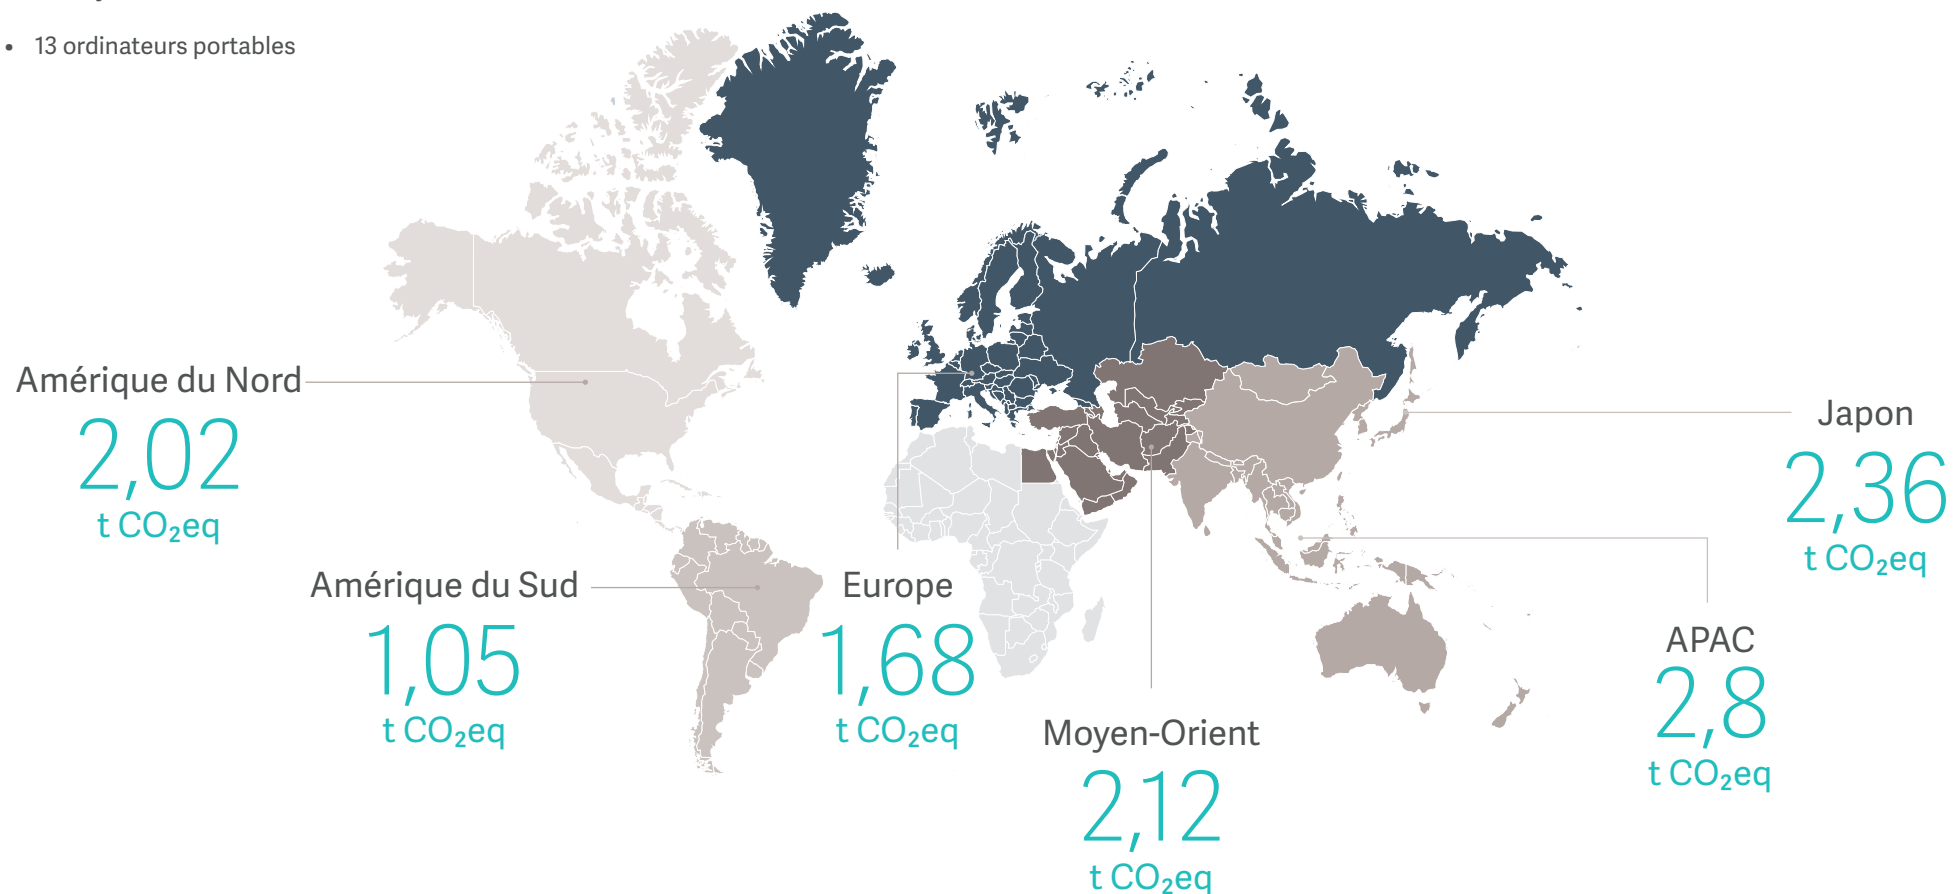 • 13 ordinateurs portables
Amérique du Nord
2,02
t CO₂eq
Amérique du Sud
1,05
t CO₂eq
Europe
1,68
t CO₂eq
Moyen-Orient
2,12
t CO₂eq
Japon
2,36
t CO₂eq
APAC
2,8
t CO₂eq